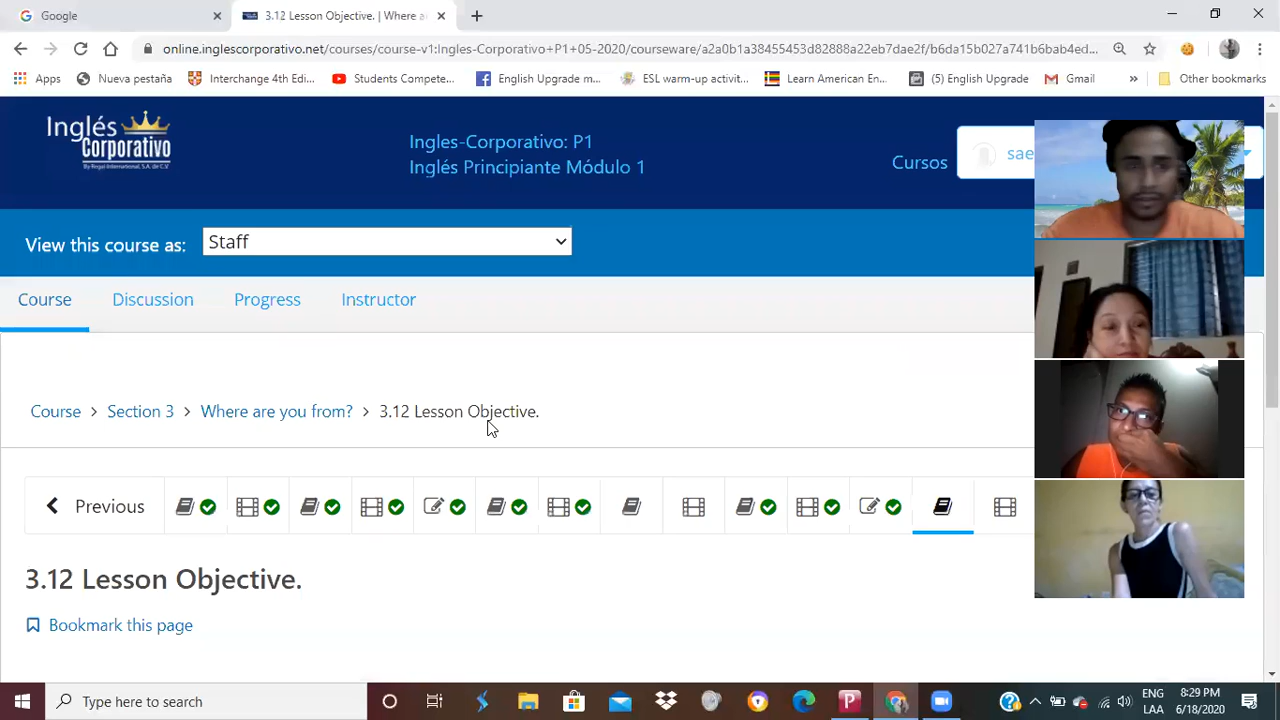 Google
3.12 Lesson Objective. | Where a
online.inglescorporativo.net/courses/course-v1:Ingles-Corporativo+P1+05-2020/courseware/a2a0b1a38455453d82888a22eb7dae2f/b6da15b027a741b6bab4ed...
Apps
Nueva pestaña
Interchange 4th Edi...
Students Compete...
English Upgrade m...
ESL warm-up activit...
Learn American En...
(5) English Upgrade
Gmail
»
Other bookmarks
Inglés
Corporativo
By Regal International, S.A. de C.V.
Ingles-Corporativo: P1
Inglés Principiante Módulo 1
Cursos
sae
View this course as:
Staff
Course
Discussion
Progress
Instructor
Course > Section 3 > Where are you from? > 3.12 Lesson Objective.
Previous
3.12 Lesson Objective.
Bookmark this page
Type here to search
ENG
LAA
8:29 PM
6/18/2020